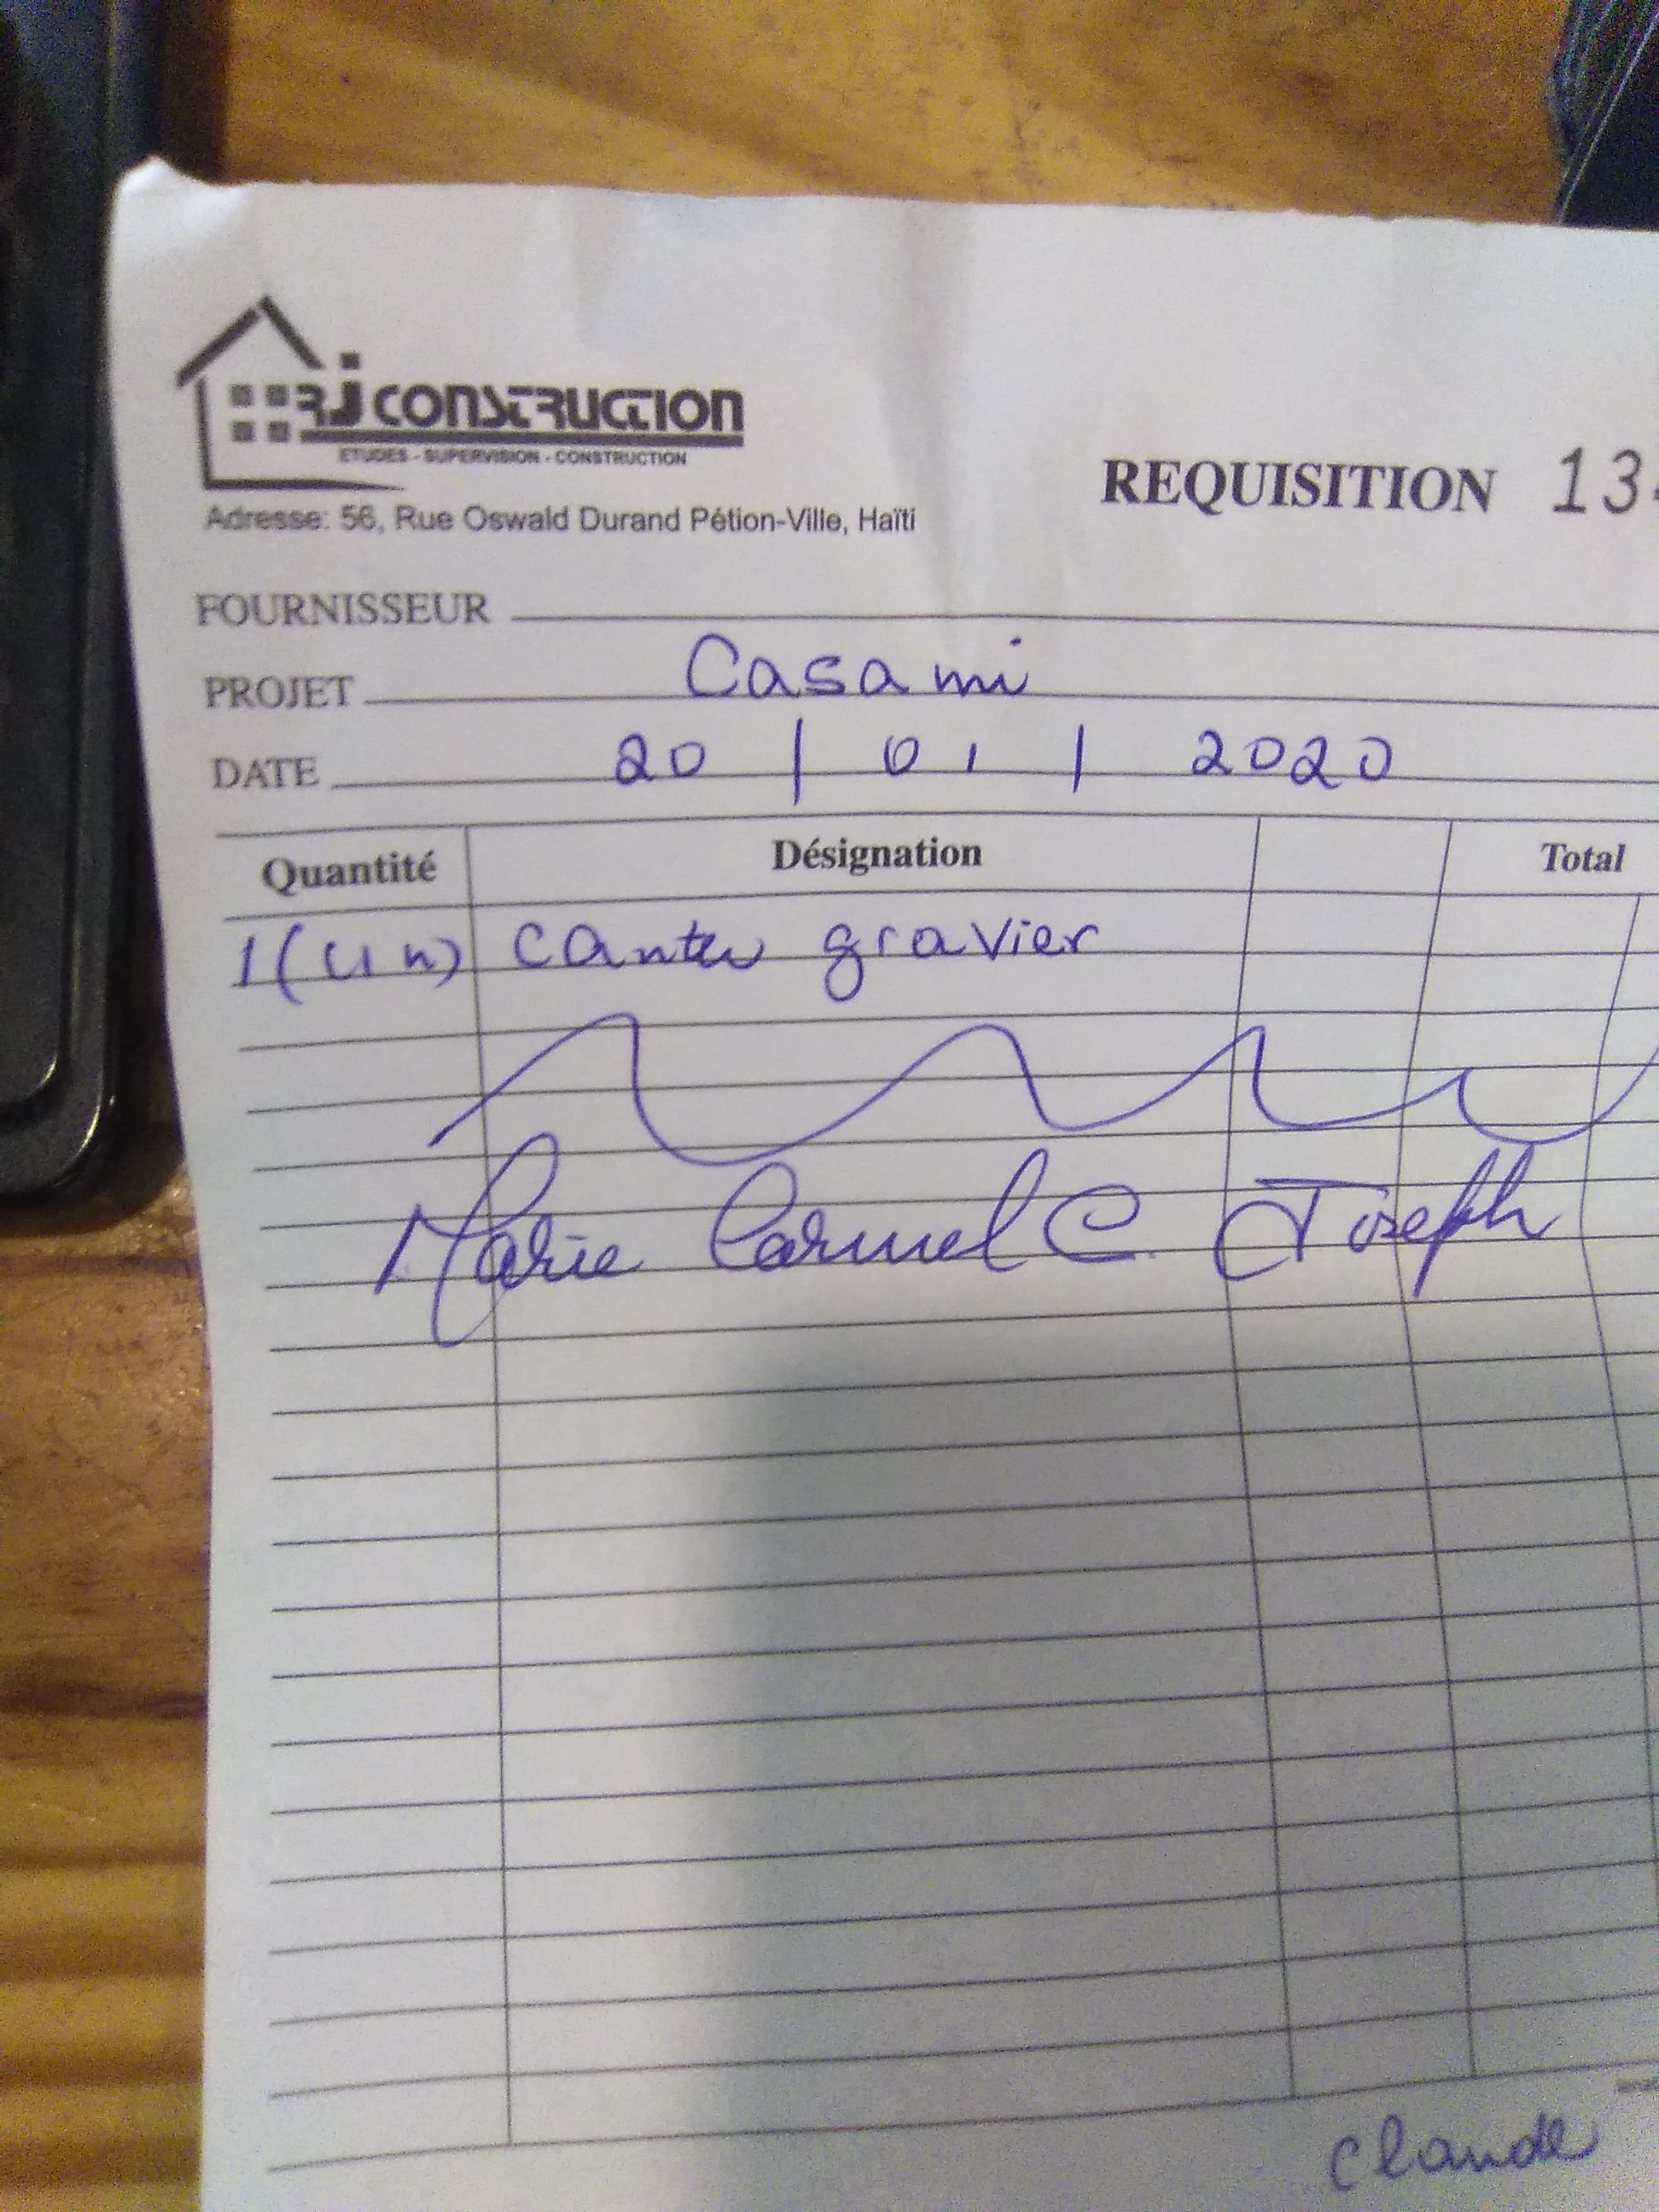 RJ CONSTRUCTION
ETUDES - SUPERVISION - CONSTRUCTION
Adresse: 56, Rue Oswald Durand Pétion-Ville, Haïti
REQUISITION 13
FOURNISSEUR
PROJET Casami
DATE 20 / 01 / 2020
Quantité Désignation Total
1 (un) canter gravier
Marie Carmel C Joseph
Claude